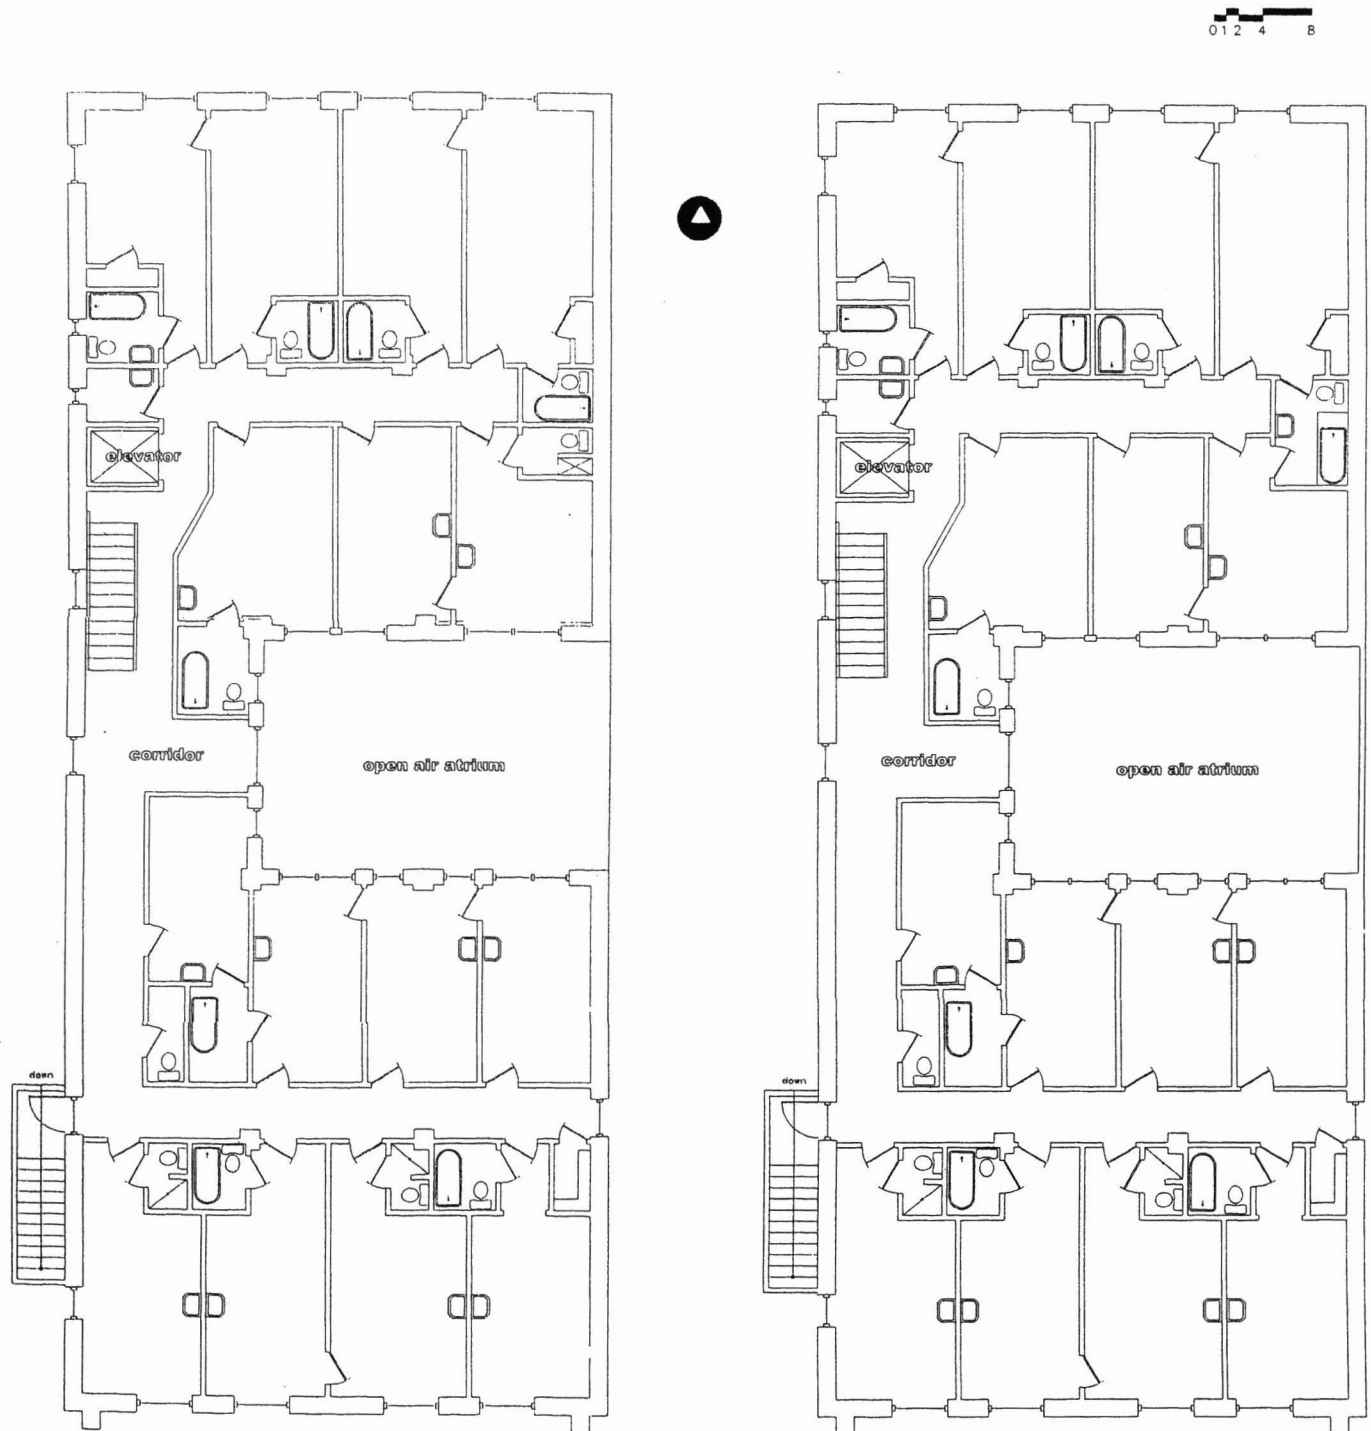 0 1 2 4 8
elevator
elevator
corridor
open air atrium
corridor
open air atrium
down
down